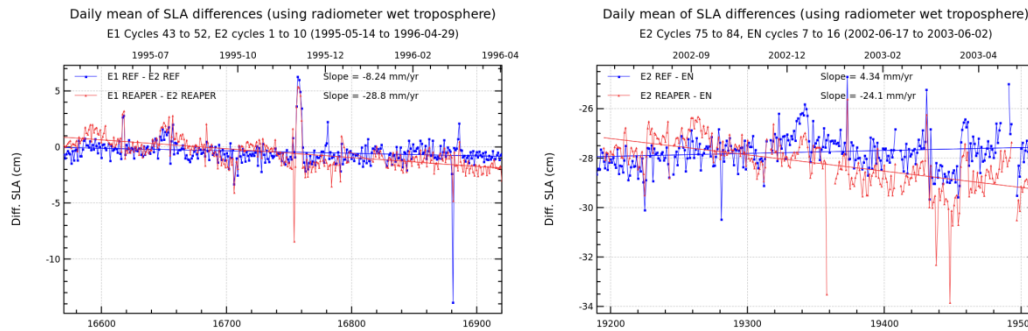 Daily mean of SLA differences (using radiometer wet troposphere)
E1 Cycles 43 to 52, E2 cycles 1 to 10 (1995-05-14 to 1996-04-29)
1995-07 1995-10 1996-02 1996-04
E1 REF - E2 REF Slope = -8.24 mm/yr
E1 REAPER - E2 REAPER Slope = -28.8 mm/yr
Diff. SLA (cm)
5
0
-5
-10
16600 16700 16800 16900
Daily mean of SLA differences (using radiometer wet troposphere)
E2 Cycles 75 to 84, EN cycles 7 to 16 (2002-06-17 to 2003-06-02)
2002-09 2002-12 2003-03 2003-04
E2 REF - EN Slope = 4.34 mm/yr
E2 REAPER - EN Slope = -24.1 mm/yr
Diff. SLA (cm)
-26
-28
-30
-32
-34
19200 19300 19400 1950